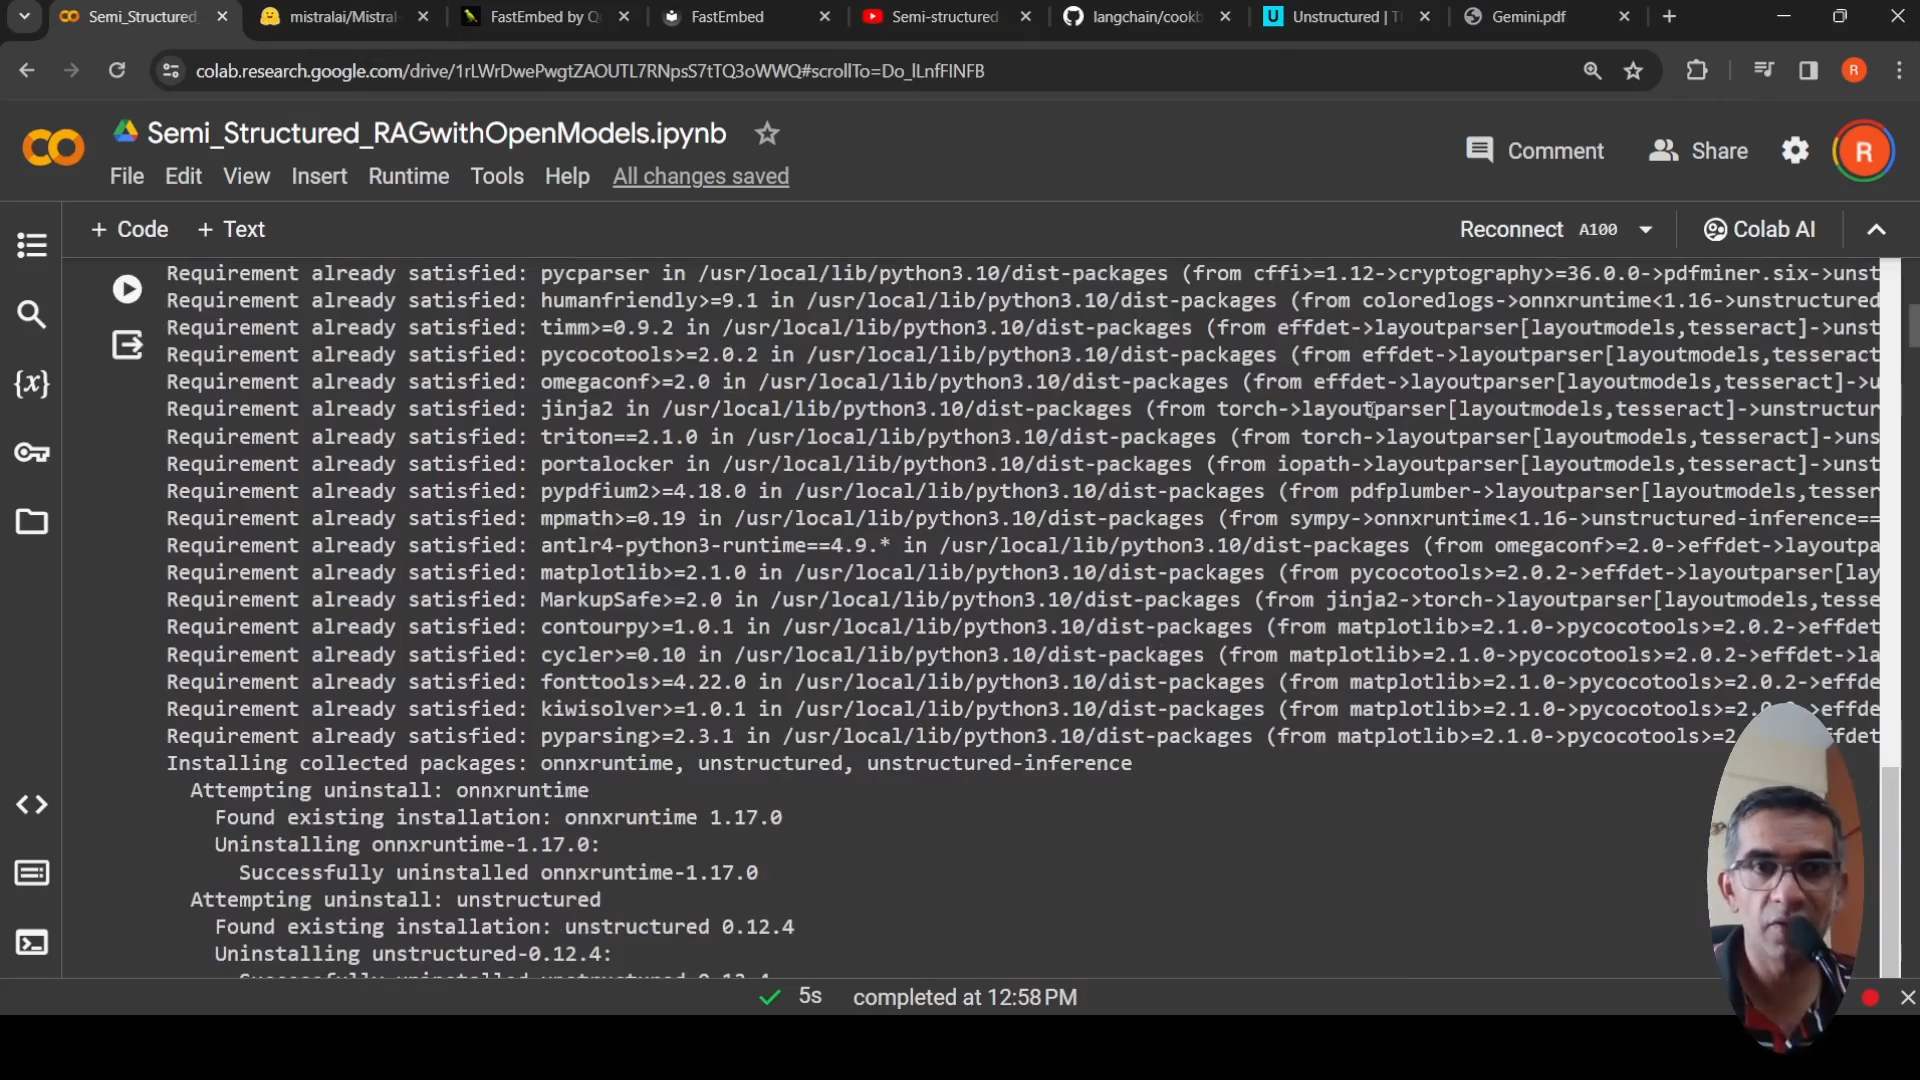 Semi_Structured_
mistralai/Mistral-
FastEmbed by Q
FastEmbed
Semi-structured
langchain/cookb
Unstructured | T
Gemini.pdf
colab.research.google.com/drive/1rLWrDwePwgtZAOUTL7RNpsS7tTQ3oWWQ#scrollTo=Do_lLnfFINFB
R
Semi_Structured_RAGwithOpenModels.ipynb
Comment
Share
R
File Edit View Insert Runtime Tools Help All changes saved
+ Code + Text
Reconnect A100
Colab AI
Requirement already satisfied: pycparser in /usr/local/lib/python3.10/dist-packages (from cffi>=1.12->cryptography>=36.0.0->pdfminer.six->unst
Requirement already satisfied: humanfriendly>=9.1 in /usr/local/lib/python3.10/dist-packages (from coloredlogs->onnxruntime<1.16->unstructured
Requirement already satisfied: timm>=0.9.2 in /usr/local/lib/python3.10/dist-packages (from effdet->layoutparser[layoutmodels,tesseract]->unst
Requirement already satisfied: pycocotools>=2.0.2 in /usr/local/lib/python3.10/dist-packages (from effdet->layoutparser[layoutmodels,tesseract
Requirement already satisfied: omegaconf>=2.0 in /usr/local/lib/python3.10/dist-packages (from effdet->layoutparser[layoutmodels,tesseract]->u
Requirement already satisfied: jinja2 in /usr/local/lib/python3.10/dist-packages (from torch->layoutparser[layoutmodels,tesseract]->unstructur
Requirement already satisfied: triton==2.1.0 in /usr/local/lib/python3.10/dist-packages (from torch->layoutparser[layoutmodels,tesseract]->uns
Requirement already satisfied: portalocker in /usr/local/lib/python3.10/dist-packages (from iopath->layoutparser[layoutmodels,tesseract]->unst
Requirement already satisfied: pypdfium2>=4.18.0 in /usr/local/lib/python3.10/dist-packages (from pdfplumber->layoutparser[layoutmodels,tesser
Requirement already satisfied: mpmath>=0.19 in /usr/local/lib/python3.10/dist-packages (from sympy->onnxruntime<1.16->unstructured-inference==
Requirement already satisfied: antlr4-python3-runtime==4.9.* in /usr/local/lib/python3.10/dist-packages (from omegaconf>=2.0->effdet->layoutpa
Requirement already satisfied: matplotlib>=2.1.0 in /usr/local/lib/python3.10/dist-packages (from pycocotools>=2.0.2->effdet->layoutparser[lay
Requirement already satisfied: MarkupSafe>=2.0 in /usr/local/lib/python3.10/dist-packages (from jinja2->torch->layoutparser[layoutmodels,tesse
Requirement already satisfied: contourpy>=1.0.1 in /usr/local/lib/python3.10/dist-packages (from matplotlib>=2.1.0->pycocotools>=2.0.2->effdet
Requirement already satisfied: cycler>=0.10 in /usr/local/lib/python3.10/dist-packages (from matplotlib>=2.1.0->pycocotools>=2.0.2->effdet->la
Requirement already satisfied: fonttools>=4.22.0 in /usr/local/lib/python3.10/dist-packages (from matplotlib>=2.1.0->pycocotools>=2.0.2->effde
Requirement already satisfied: kiwisolver>=1.0.1 in /usr/local/lib/python3.10/dist-packages (from matplotlib>=2.1.0->pycocotools>=2.0.2->effde
Requirement already satisfied: pyparsing>=2.3.1 in /usr/local/lib/python3.10/dist-packages (from matplotlib>=2.1.0->pycocotools>=2 ffdet
Installing collected packages: onnxruntime, unstructured, unstructured-inference
Attempting uninstall: onnxruntime
Found existing installation: onnxruntime 1.17.0
Uninstalling onnxruntime-1.17.0:
Successfully uninstalled onnxruntime-1.17.0
Attempting uninstall: unstructured
Found existing installation: unstructured 0.12.4
Uninstalling unstructured-0.12.4:
Successfully uninstalled unstructured-0.12.4
5s completed at 12:58 PM